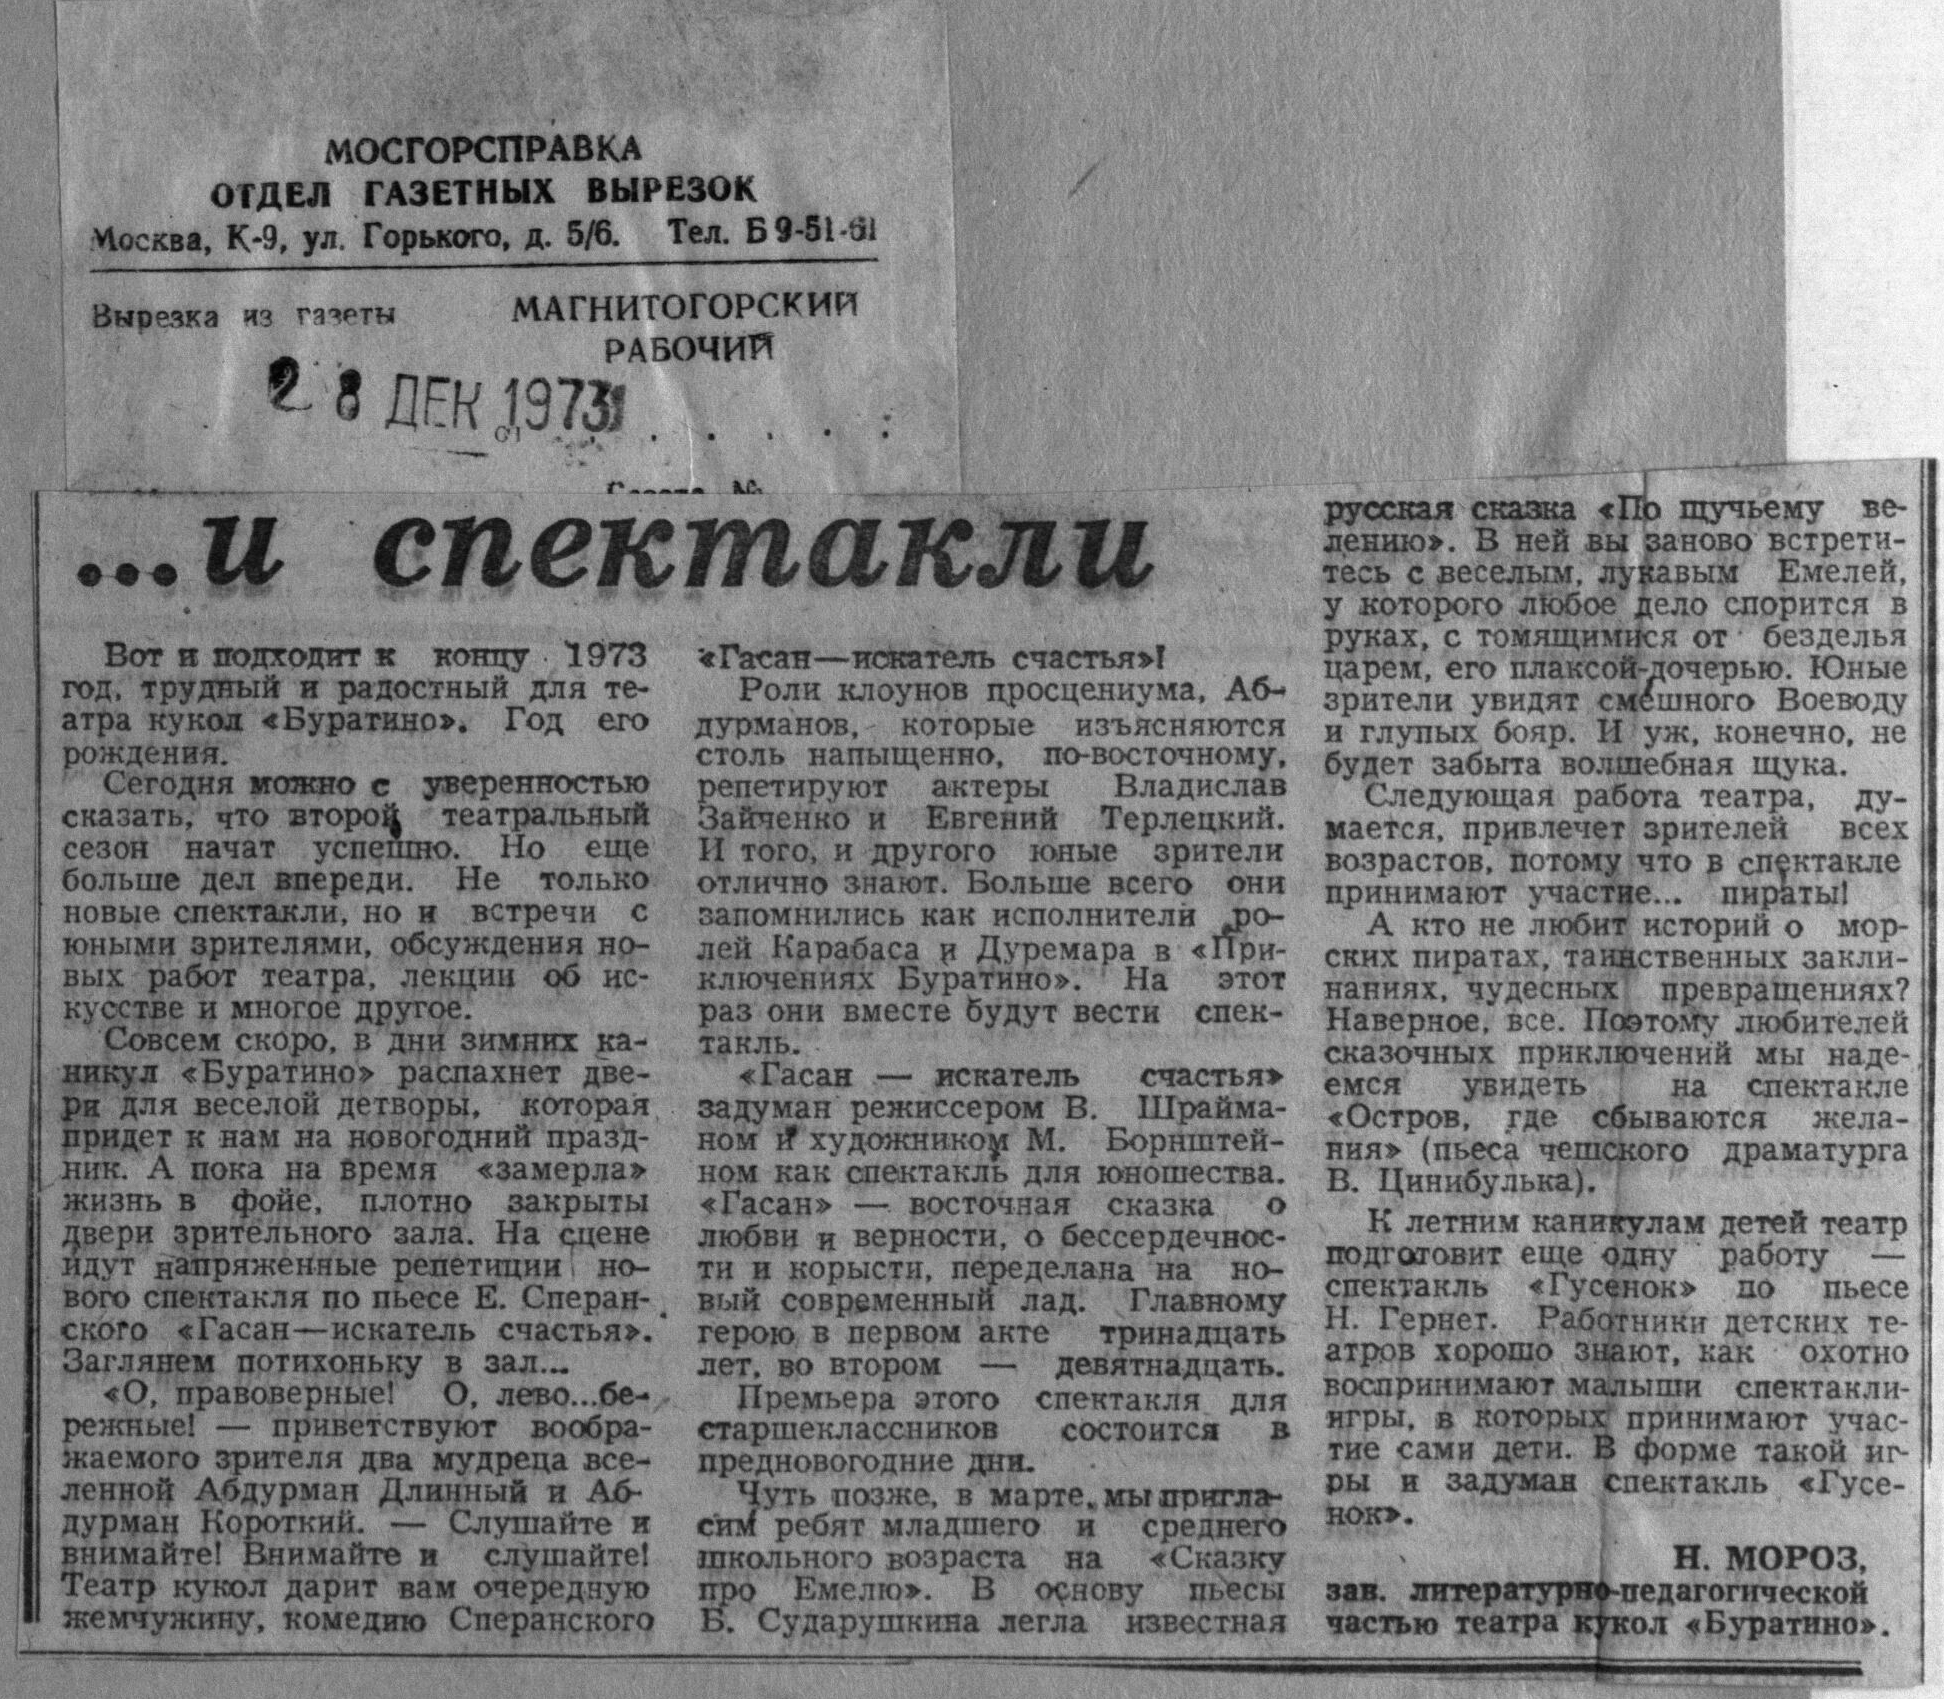 МОСГОРСПРАВКА
ОТДЕЛ ГАЗЕТНЫХ ВЫРЕЗОК
Москва, К-9, ул. Горького, д. 5/6. Тел. Б 9-51-61
Вырезка из газеты
МАГНИТОГОРСКИЙ
РАБОЧИЙ
28 ДЕК 1973
...и спектакли
Вот и подходит к концу 1973
год, трудный и радостный для те-
атра кукол «Буратино». Год его
рождения.
Сегодня можно с уверенностью
сказать, что второй театральный
сезон начат успешно. Но еще
больше дел впереди. Не только
новые спектакли, но и встречи с
юными зрителями, обсуждения но-
вых работ театра, лекции об ис-
кусстве и многое другое.
Совсем скоро, в дни зимних ка-
никул «Буратино» распахнет две-
ри для веселой детворы, которая
придет к нам на новогодний празд-
ник. А пока на время «замерла»
жизнь в фойе, плотно закрыты
двери зрительного зала. На сцене
идут напряженные репетиции но-
вого спектакля по пьесе Е. Сперан-
ского «Гасан—искатель счастья».
Заглянем потихоньку в зал...
«О, правоверные! О, лево...бе-
режные! — приветствуют вообра-
жаемого зрителя два мудреца все-
ленной Абдурман Длинный и Аб-
дурман Короткий. — Слушайте и
внимайте! Внимайте и слушайте!
Театр кукол дарит вам очередную
жемчужину, комедию Сперанского
«Гасан—искатель счастья»!
Роли клоунов просцениума, Аб-
дурманов, которые изъясняются
столь напыщенно, по-восточному,
репетируют актеры Владислав
Зайченко и Евгений Терлецкий.
И того, и другого юные зрители
отлично знают. Больше всего они
запомнились как исполнители ро-
лей Карабаса и Дуремара в «При-
ключениях Буратино». На этот
раз они вместе будут вести спек-
такль.
«Гасан — искатель счастья»
задуман режиссером В. Шрайма-
ном и художником М. Борнштей-
ном как спектакль для юношества.
«Гасан» — восточная сказка о
любви и верности, о бессердечнос-
ти и корысти, переделана на но-
вый современный лад. Главному
герою в первом акте тринадцать
лет, во втором — девятнадцать.
Премьера этого спектакля для
старшеклассников состоится в
предновогодние дни.
Чуть позже, в марте, мы пригла-
сим ребят младшего и среднего
школьного возраста на «Сказку
про Емелю». В основу пьесы
Б. Сударушкина легла известная
русская сказка «По щучьему ве-
лению». В ней вы заново встрети-
тесь с веселым, лукавым Емелей,
у которого любое дело спорится в
руках, с томящимися от безделья
царем, его плаксой-дочерью. Юные
зрители увидят смешного Воеводу
и глупых бояр. И уж, конечно, не
будет забыта волшебная щука.
Следующая работа театра, ду-
мается, привлечет зрителей всех
возрастов, потому что в спектакле
принимают участие... пираты!
А кто не любит историй о мор-
ских пиратах, таинственных закли-
наниях, чудесных превращениях?
Наверное, все. Поэтому любителей
сказочных приключений мы наде-
емся увидеть на спектакле
«Остров, где сбываются жела-
ния» (пьеса чешского драматурга
В. Цинибулька).
К летним каникулам детей театр
подготовит еще одну работу —
спектакль «Гусенок» по пьесе
Н. Гернет. Работники детских те-
атров хорошо знают, как охотно
воспринимают малыши спектакли-
игры, в которых принимают учас-
тие сами дети. В форме такой иг-
ры и задуман спектакль «Гусе-
нок».
Н. МОРОЗ,
зав. литературно-педагогической
частью театра кукол «Буратино».